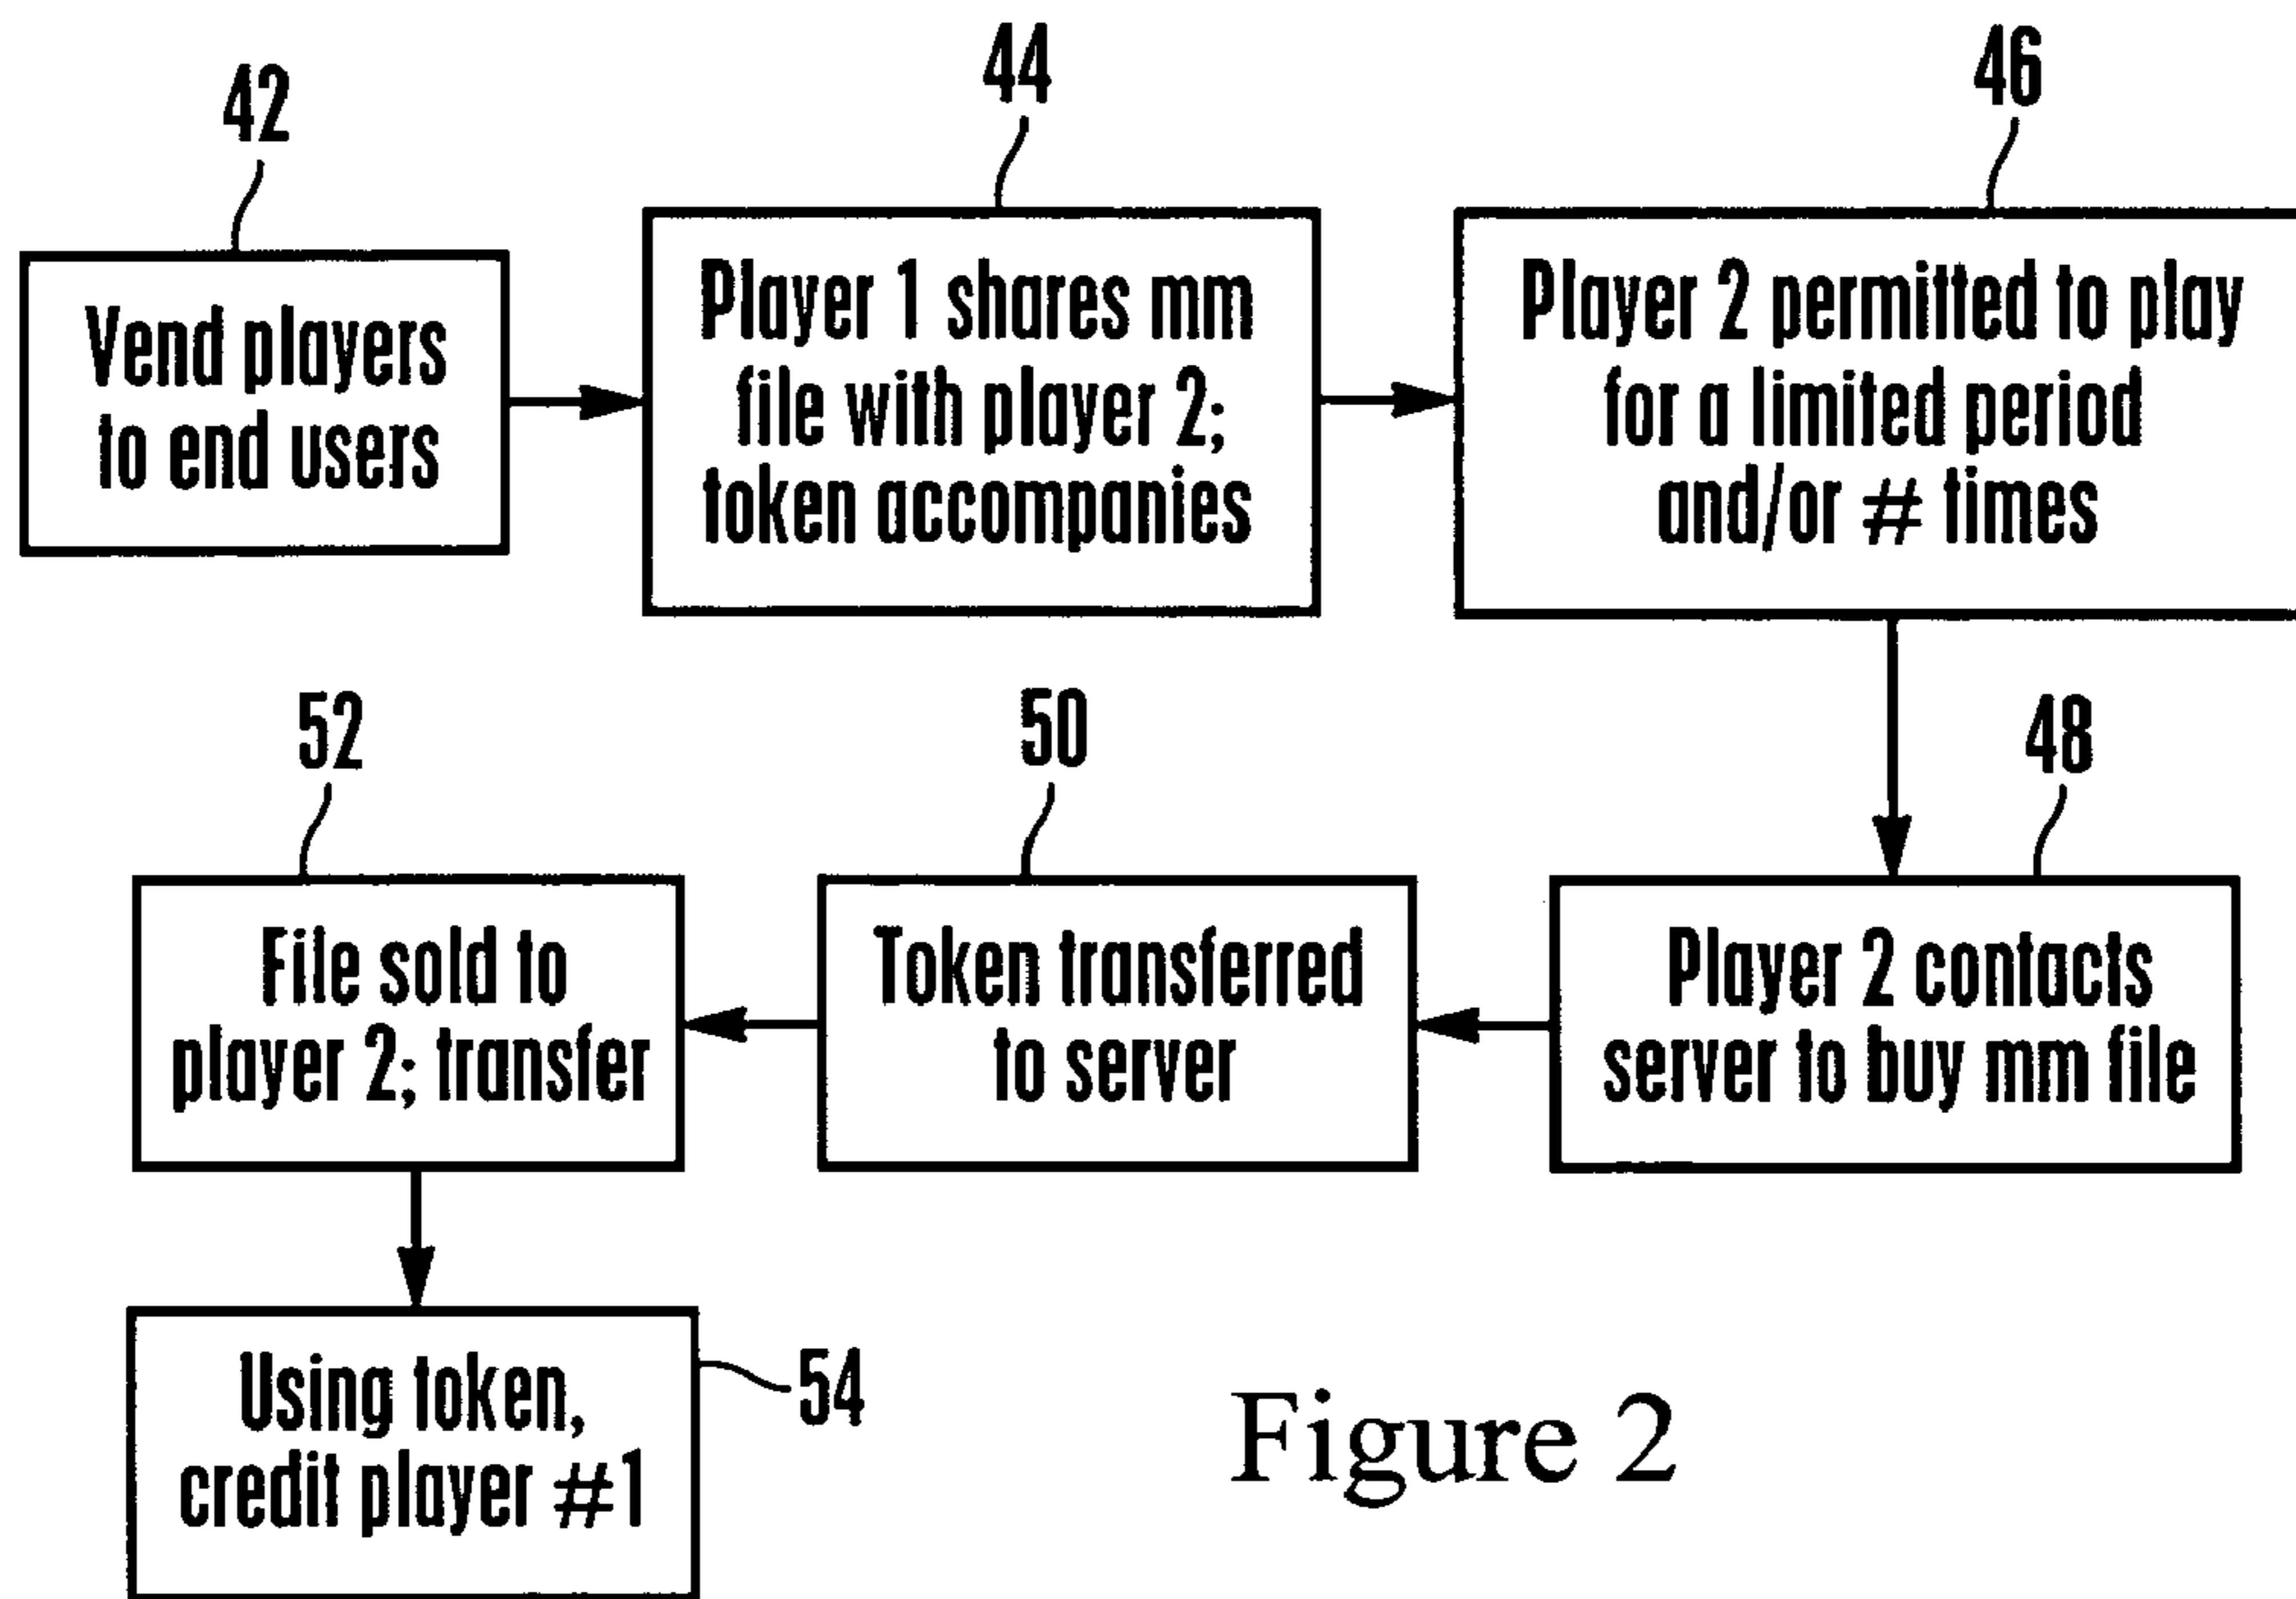 42
Vend players
to end users
44
Player 1 shares mm
file with player 2;
token accompanies
46
Player 2 permitted to play
for a limited period
and/or # times
48
Player 2 contacts
server to buy mm file
50
Token transferred
to server
52
File sold to
player 2; transfer
54
Using token,
credit player #1
Figure 2